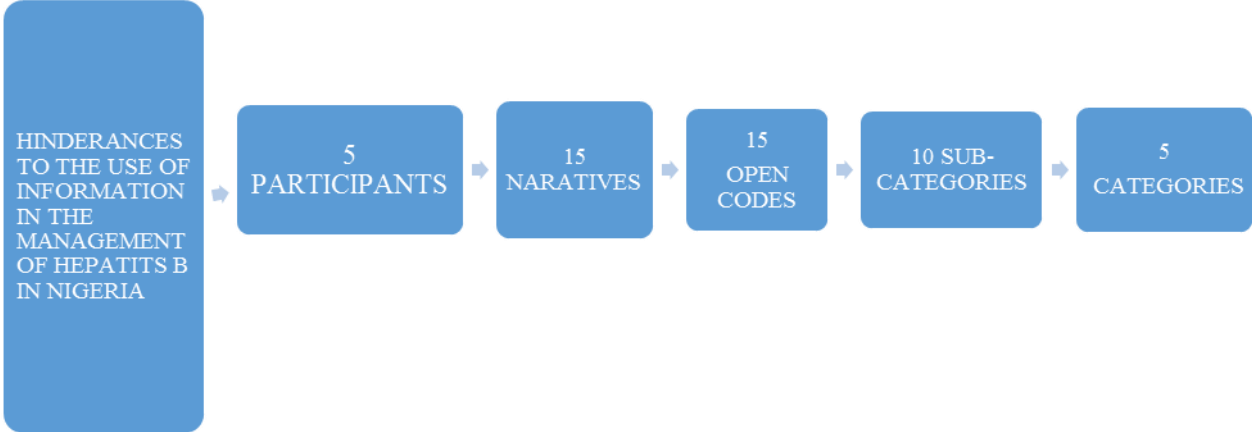 HINDERANCES
TO THE USE OF
INFORMATION
IN THE
MANAGEMENT
OF HEPATITS B
IN NIGERIA
5
PARTICIPANTS
15
NARATIVES
15
OPEN
CODES
10 SUB-
CATEGORIES
5
CATEGORIES